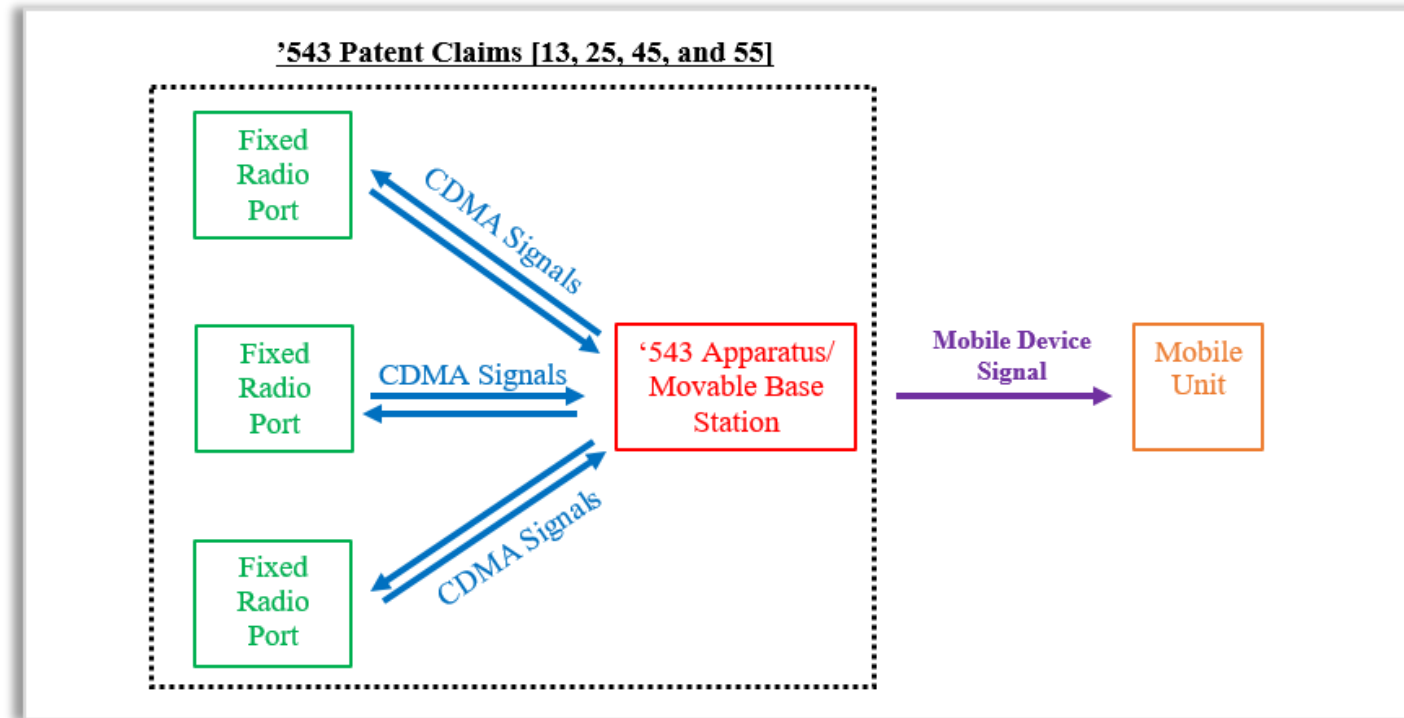 ’543 Patent Claims [13, 25, 45, and 55]
Fixed
Radio
Port
CDMA Signals
Fixed
Radio
Port
CDMA Signals
‘543 Apparatus/
Movable Base
Station
Mobile Device
Signal
Mobile
Unit
Fixed
Radio
Port
CDMA Signals